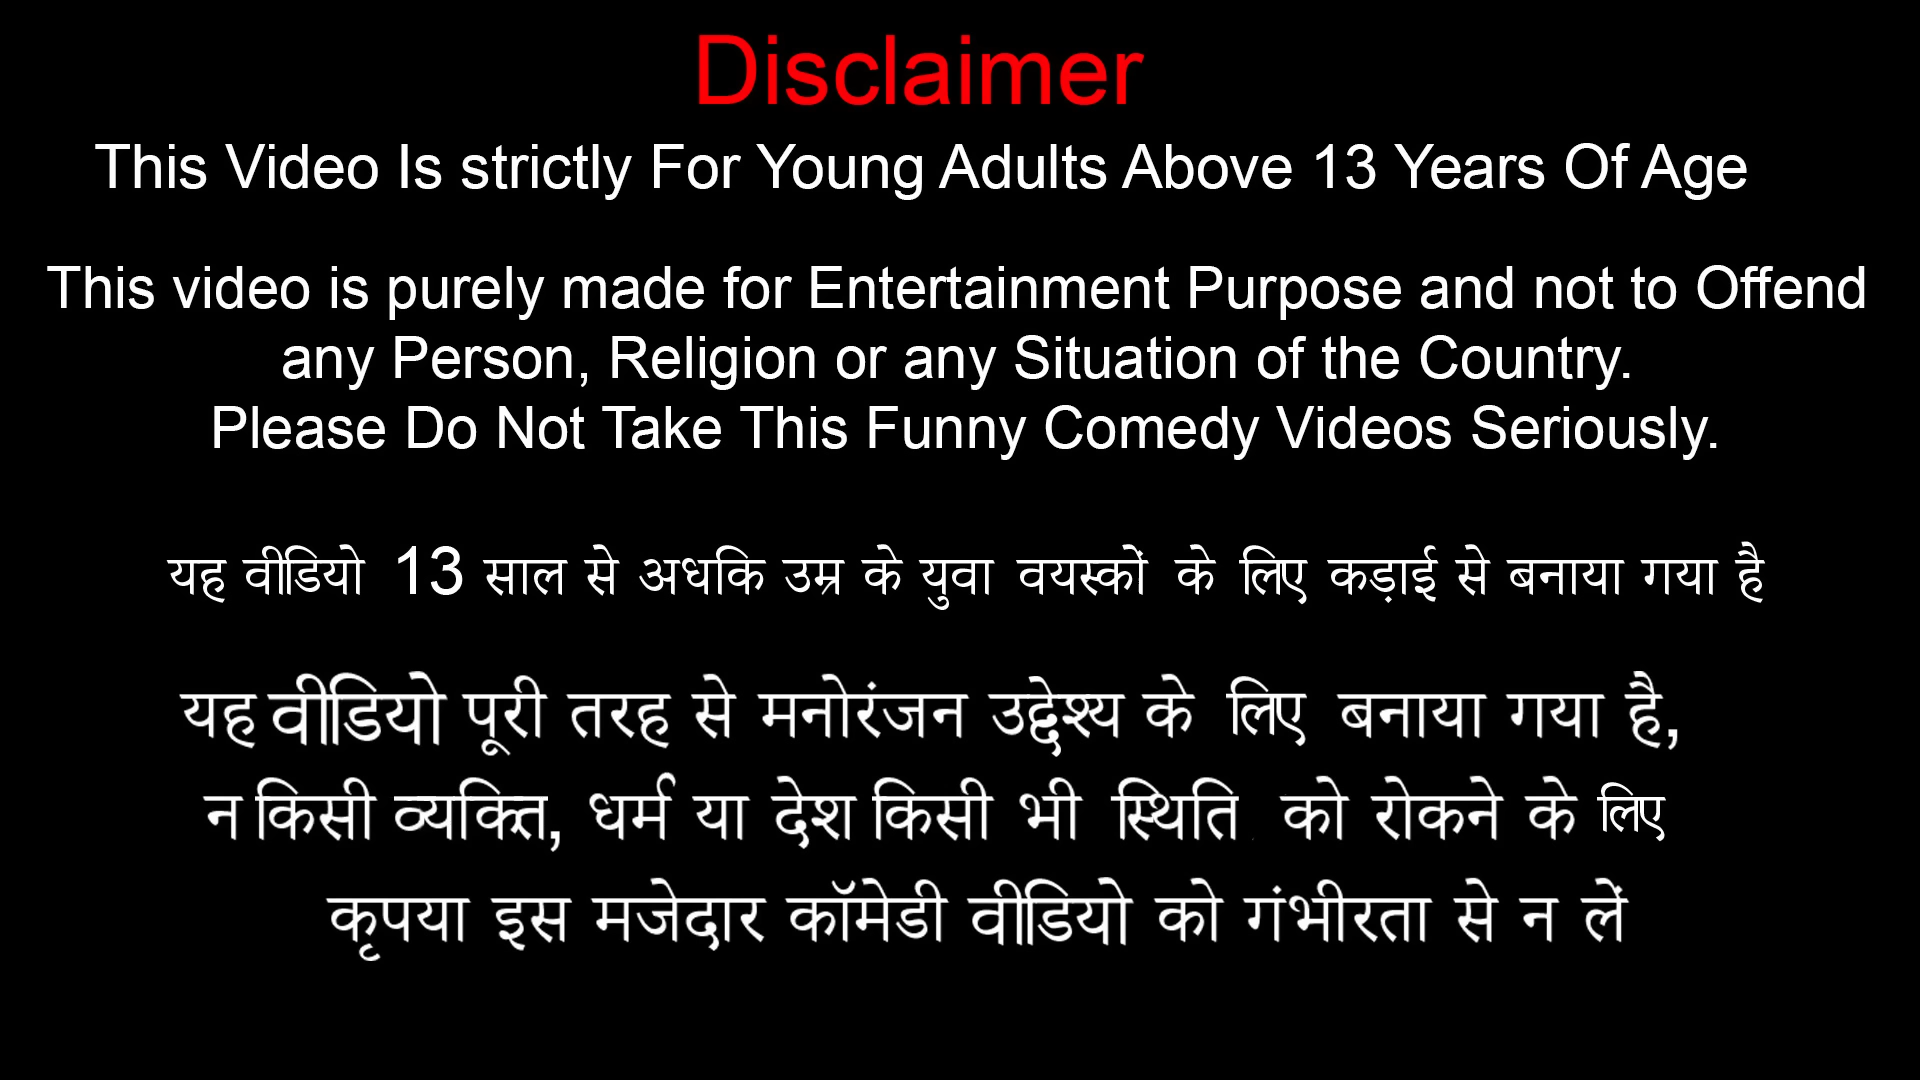 Disclaimer
This Video Is strictly For Young Adults Above 13 Years Of Age
This video is purely made for Entertainment Purpose and not to Offend
any Person, Religion or any Situation of the Country.
Please Do Not Take This Funny Comedy Videos Seriously.
यह वीडियो 13 साल से अधकि उम्र के युवा वयस्कों के लिए कड़ाई से बनाया गया है
यह वीडियो पूरी तरह से मनोरंजन उद्देश्य के लिए बनाया गया है,
न किसी व्यक्ति, धर्म या देश किसी भी स्थिति को रोकने के लिए
कृपया इस मजेदार कॉमेडी वीडियो को गंभीरता से न लें